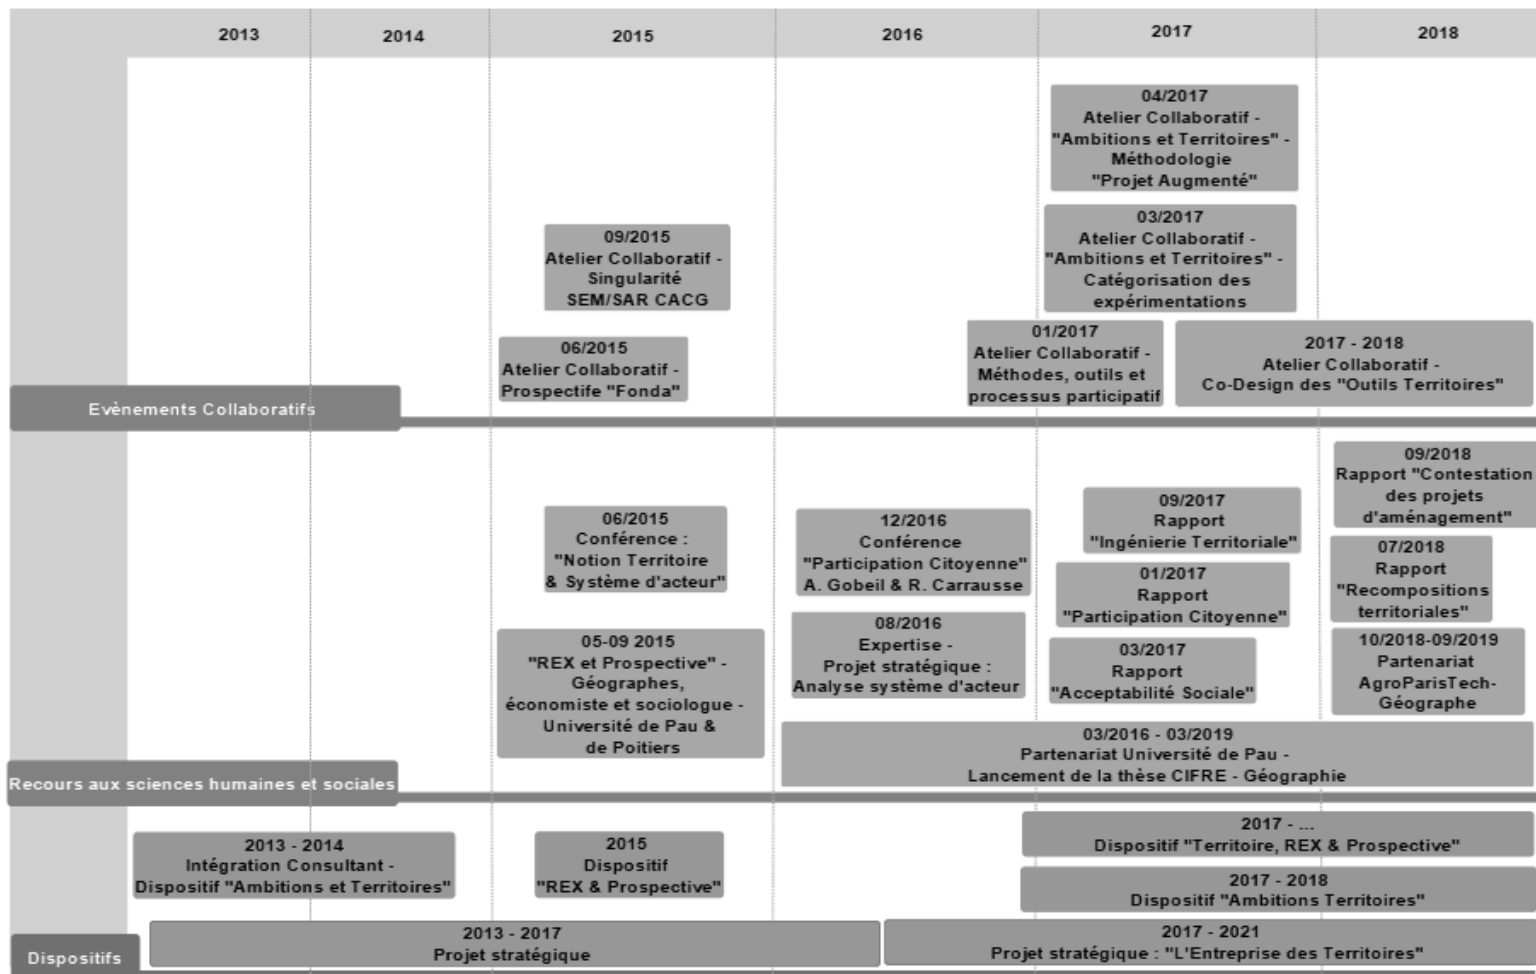 2013
2014
2015
2016
2017
2018
04/2017
Atelier Collaboratif -
"Ambitions et Territoires" -
Méthodologie
"Projet Augmenté"
09/2015
Atelier Collaboratif -
Singularité
SEM/SAR CACG
03/2017
Atelier Collaboratif -
"Ambitions et Territoires" -
Catégorisation des
expérimentations
06/2015
Atelier Collaboratif -
Prospectife "Fonda"
01/2017
Atelier Collaboratif -
Méthodes, outils et
processus participatif
2017 - 2018
Atelier Collaboratif -
Co-Design des "Outils Territoires"
Evènements Collaboratifs
06/2015
Conférence :
"Notion Territoire
& Système d'acteur"
12/2016
Conférence
"Participation Citoyenne"
A. Gobeil & R. Carrausse
09/2017
Rapport
"Ingénierie Territoriale"
09/2018
Rapport "Contestation
des projets
d'aménagement"
01/2017
Rapport
"Participation Citoyenne"
07/2018
Rapport
"Recompositions
territoriales"
05-09 2015
"REX et Prospective" -
Géographes,
économiste et sociologue -
Université de Pau &
de Poitiers
08/2016
Expertise -
Projet stratégique :
Analyse système d'acteur
03/2017
Rapport
"Acceptabilité Sociale"
10/2018-09/2019
Partenariat
AgroParisTech-
Géographe
03/2016 - 03/2019
Partenariat Université de Pau -
Lancement de la thèse CIFRE - Géographie
Recours aux sciences humaines et sociales
2013 - 2014
Intégration Consultant -
Dispositif "Ambitions et Territoires"
2015
Dispositif
"REX & Prospective"
2017 - ...
Dispositif "Territoire, REX & Prospective"
2017 - 2018
Dispositif "Ambitions Territoires"
2013 - 2017
Projet stratégique
2017 - 2021
Projet stratégique : "L'Entreprise des Territoires"
Dispositifs